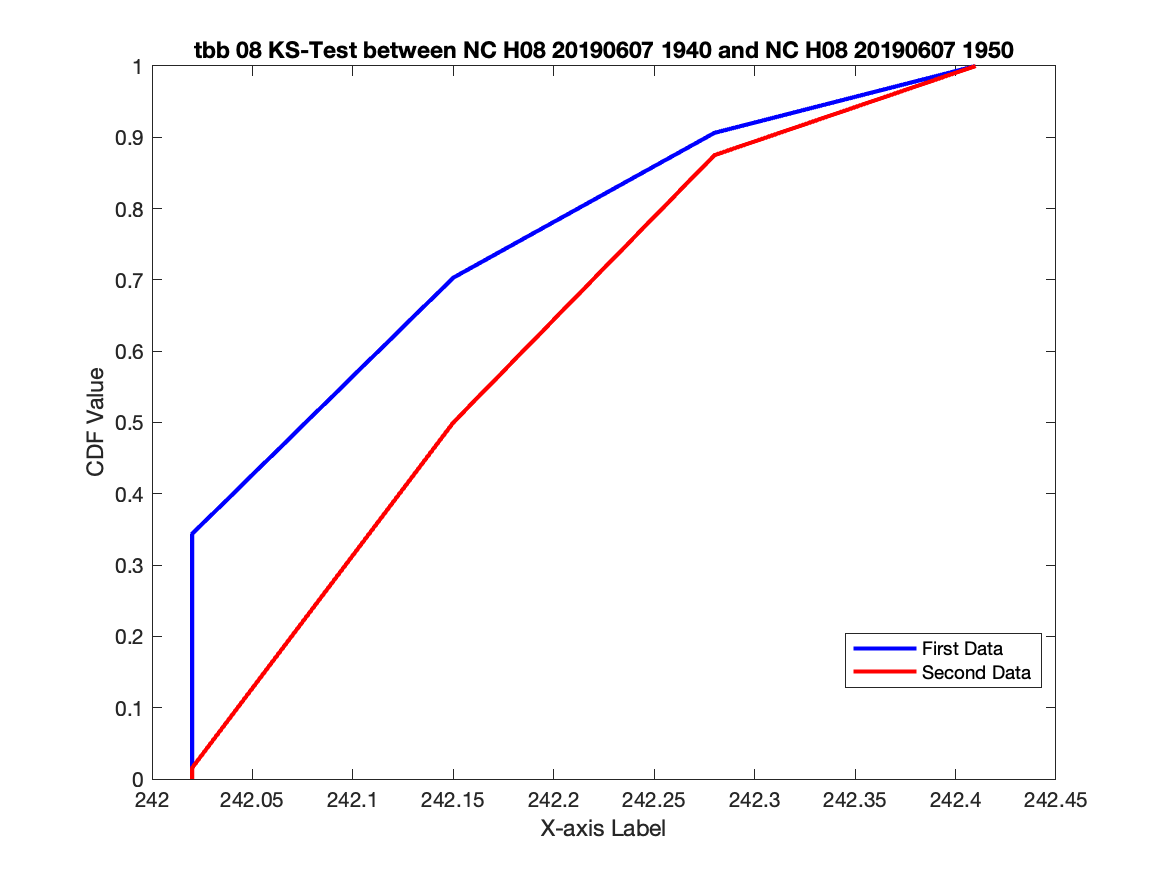 tbb 08 KS-Test between NC H08 20190607 1940 and NC H08 20190607 1950
1
0.9
0.8
0.7
0.6
0.5
0.4
0.3
0.2
0.1
0
CDF Value
First Data
Second Data
242 242.05 242.1 242.15 242.2 242.25 242.3 242.35 242.4 242.45
X-axis Label